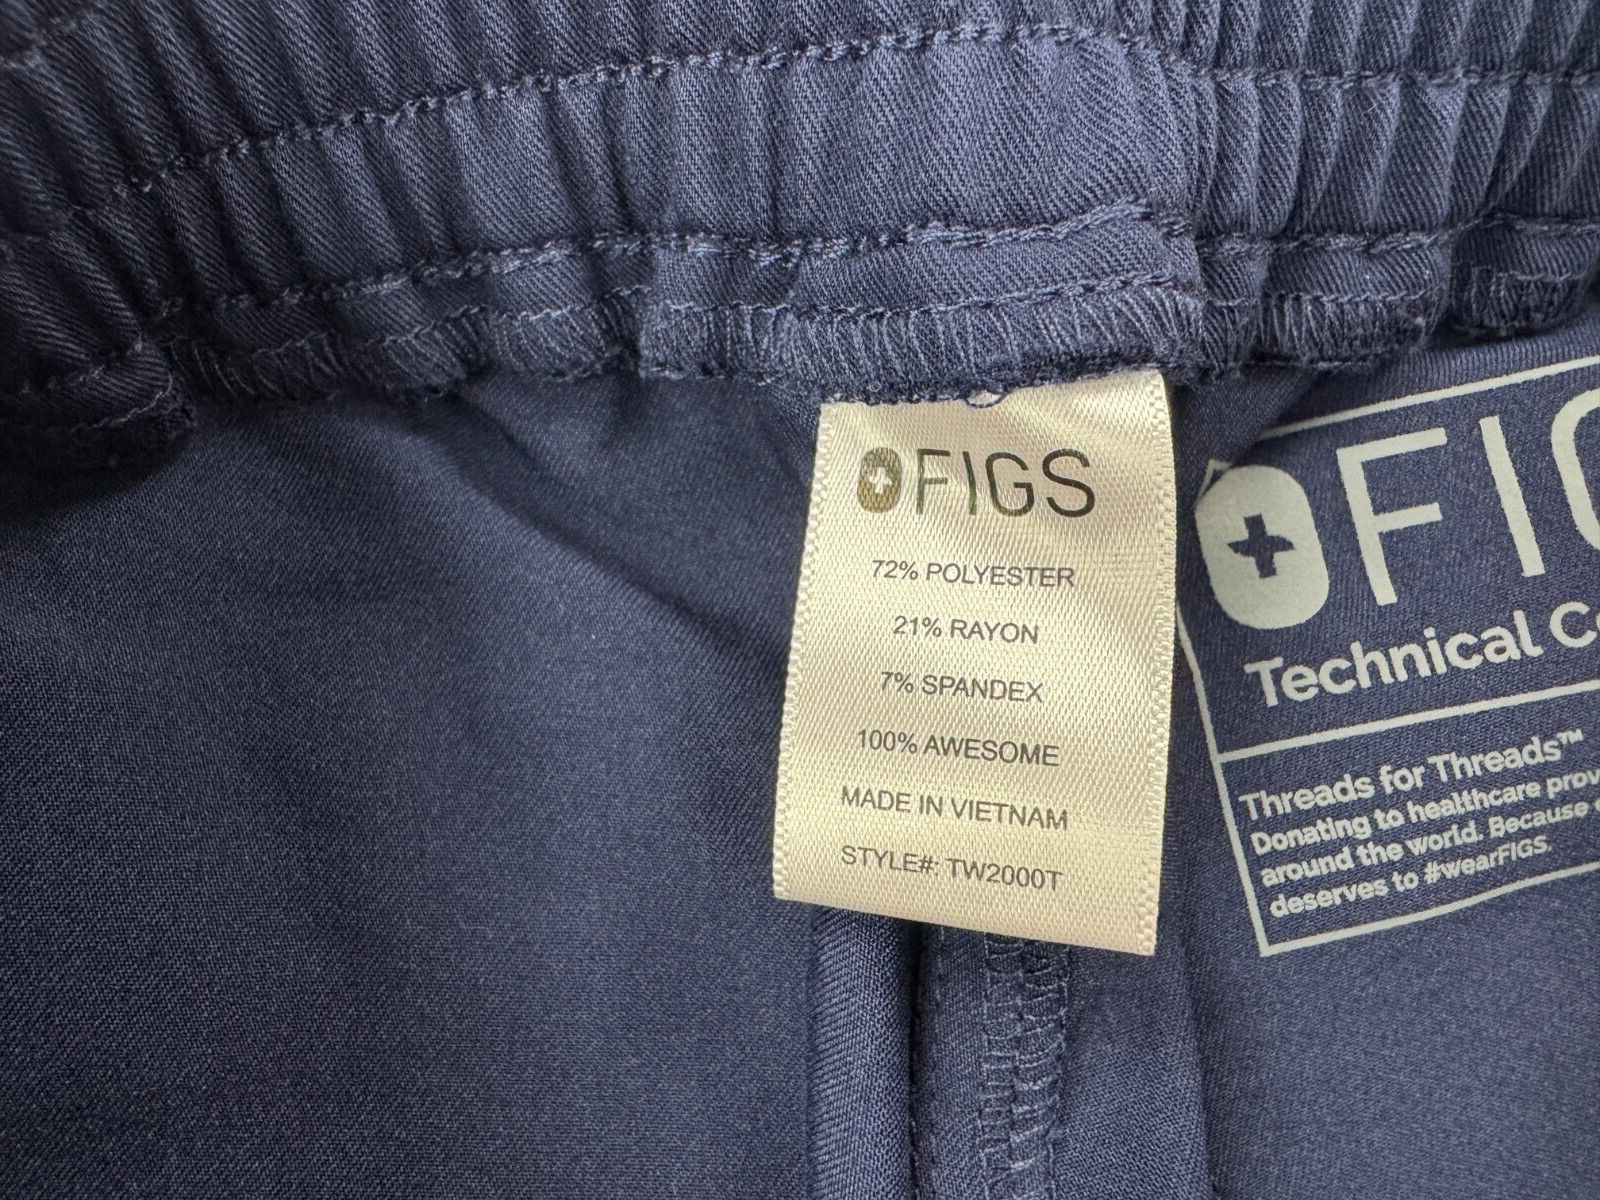 FIGS
72% POLYESTER
21% RAYON
7% SPANDEX
100% AWESOME
MADE IN VIETNAM
STYLE#: TW2000T
FIG
Technical Co
Threads for Threads™
Donating to healthcare prov
around the world. Because
deserves to #wearFIGS.